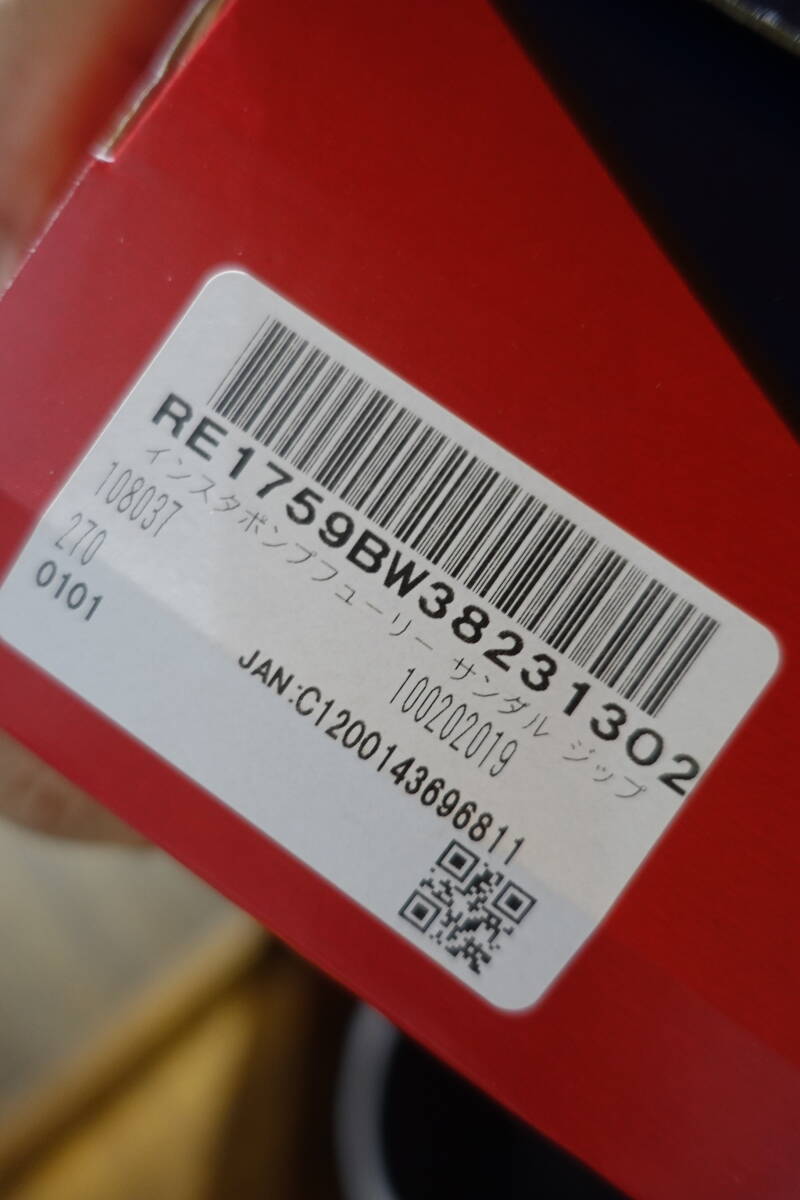 RE1759BW38231302
インスタポンプフューリー サンダル ジップ
108037
100202019
270
0101
JAN:C1200143696811